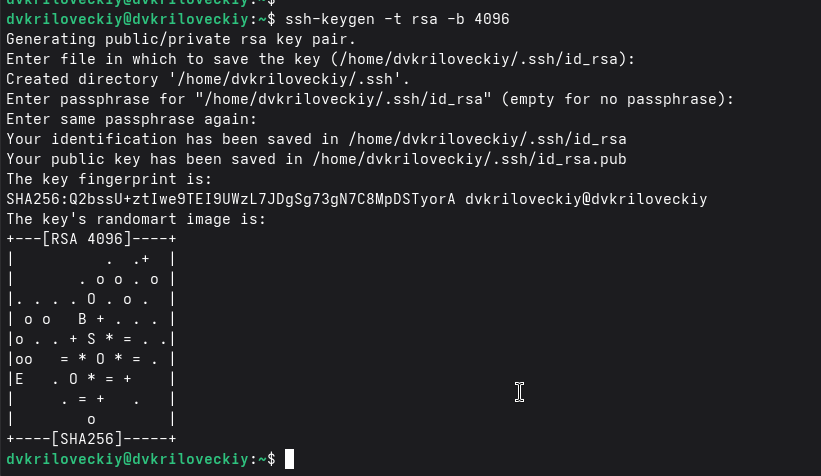 dvkriloveckiy@dvkriloveckiy:~$
dvkriloveckiy@dvkriloveckiy:~$ ssh-keygen -t rsa -b 4096
Generating public/private rsa key pair.
Enter file in which to save the key (/home/dvkriloveckiy/.ssh/id_rsa):
Created directory '/home/dvkriloveckiy/.ssh'.
Enter passphrase for "/home/dvkriloveckiy/.ssh/id_rsa" (empty for no passphrase):
Enter same passphrase again:
Your identification has been saved in /home/dvkriloveckiy/.ssh/id_rsa
Your public key has been saved in /home/dvkriloveckiy/.ssh/id_rsa.pub
The key fingerprint is:
SHA256:Q2bssU+ztIwe9TEI9UWzL7JDgSg73gN7C8MpDSTyorA dvkriloveckiy@dvkriloveckiy
The key's randomart image is:
+---[RSA 4096]----+
|          .  .+  |
|       . o o . o |
|. . . . O . o .  |
| o o   B + . . . |
|o . . + S * = . .|
|oo   = * O * = . |
|E   . O * = +    |
|     . = +   .   |
|        o        |
+----[SHA256]-----+
dvkriloveckiy@dvkriloveckiy:~$